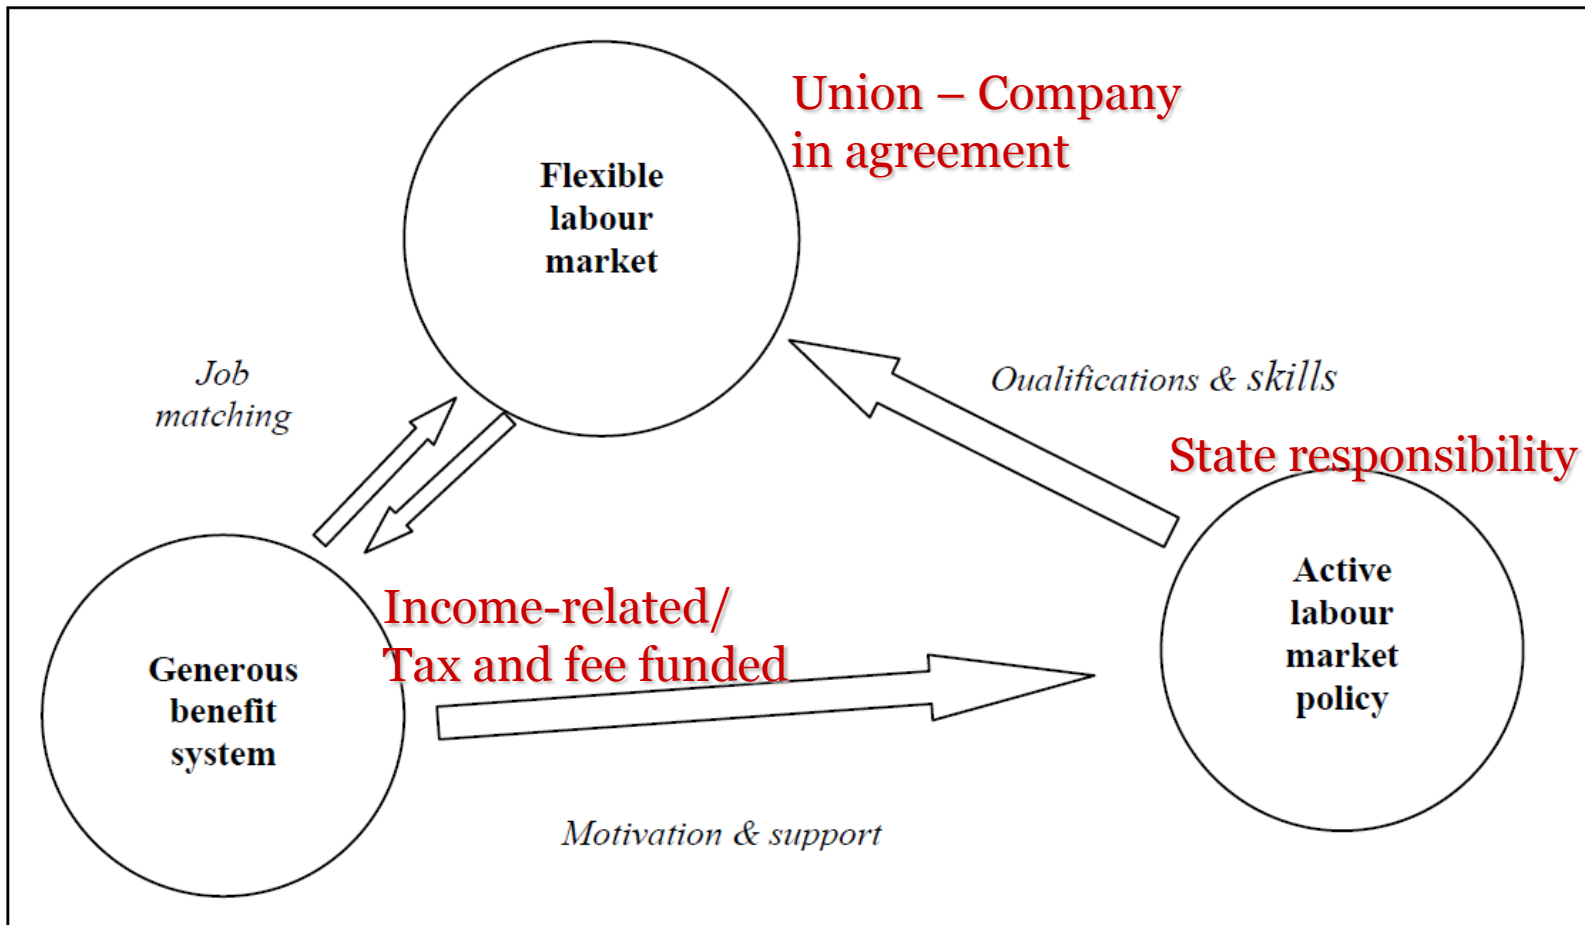 Union – Company
in agreement
Flexible
labour
market
Job
matching
Oualifications & skills
State responsibility
Income-related/
Tax and fee funded
Generous
benefit
system
Active
labour
market
policy
Motivation & support